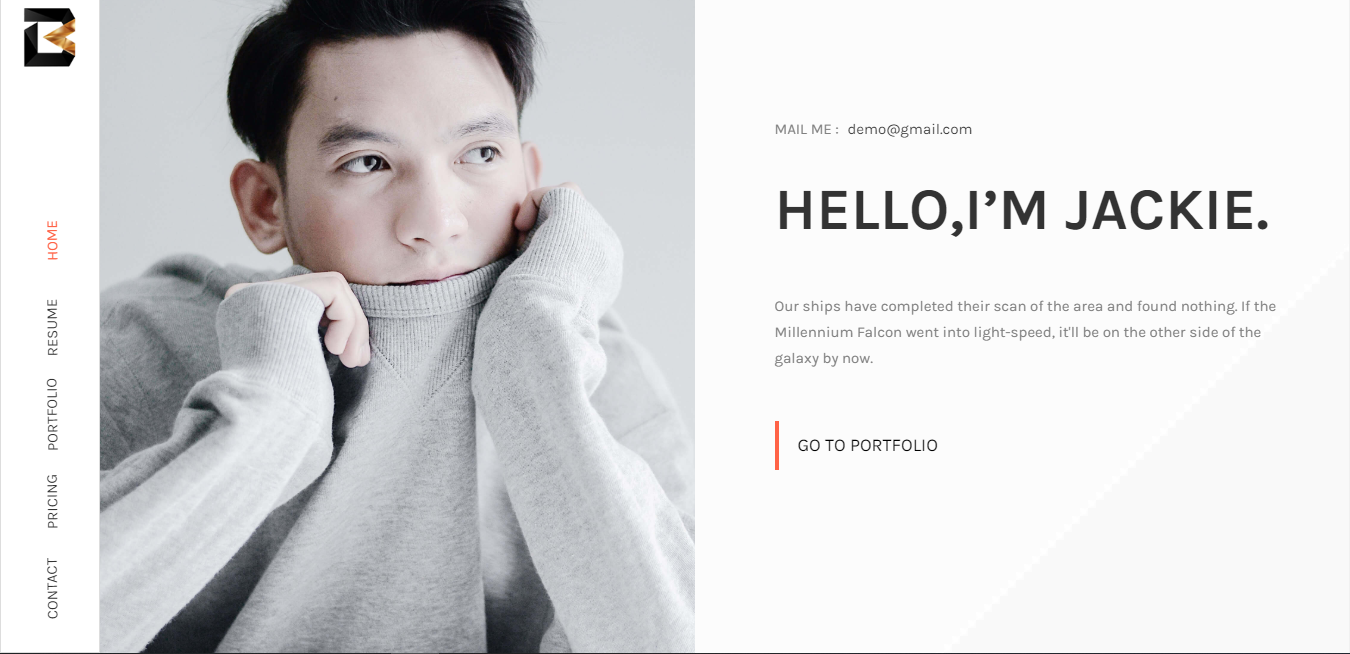 HOME
RESUME
PORTFOLIO
PRICING
CONTACT
MAIL ME : demo@gmail.com
HELLO,I’M JACKIE.
Our ships have completed their scan of the area and found nothing. If the
Millennium Falcon went into light-speed, it'll be on the other side of the
galaxy by now.
GO TO PORTFOLIO